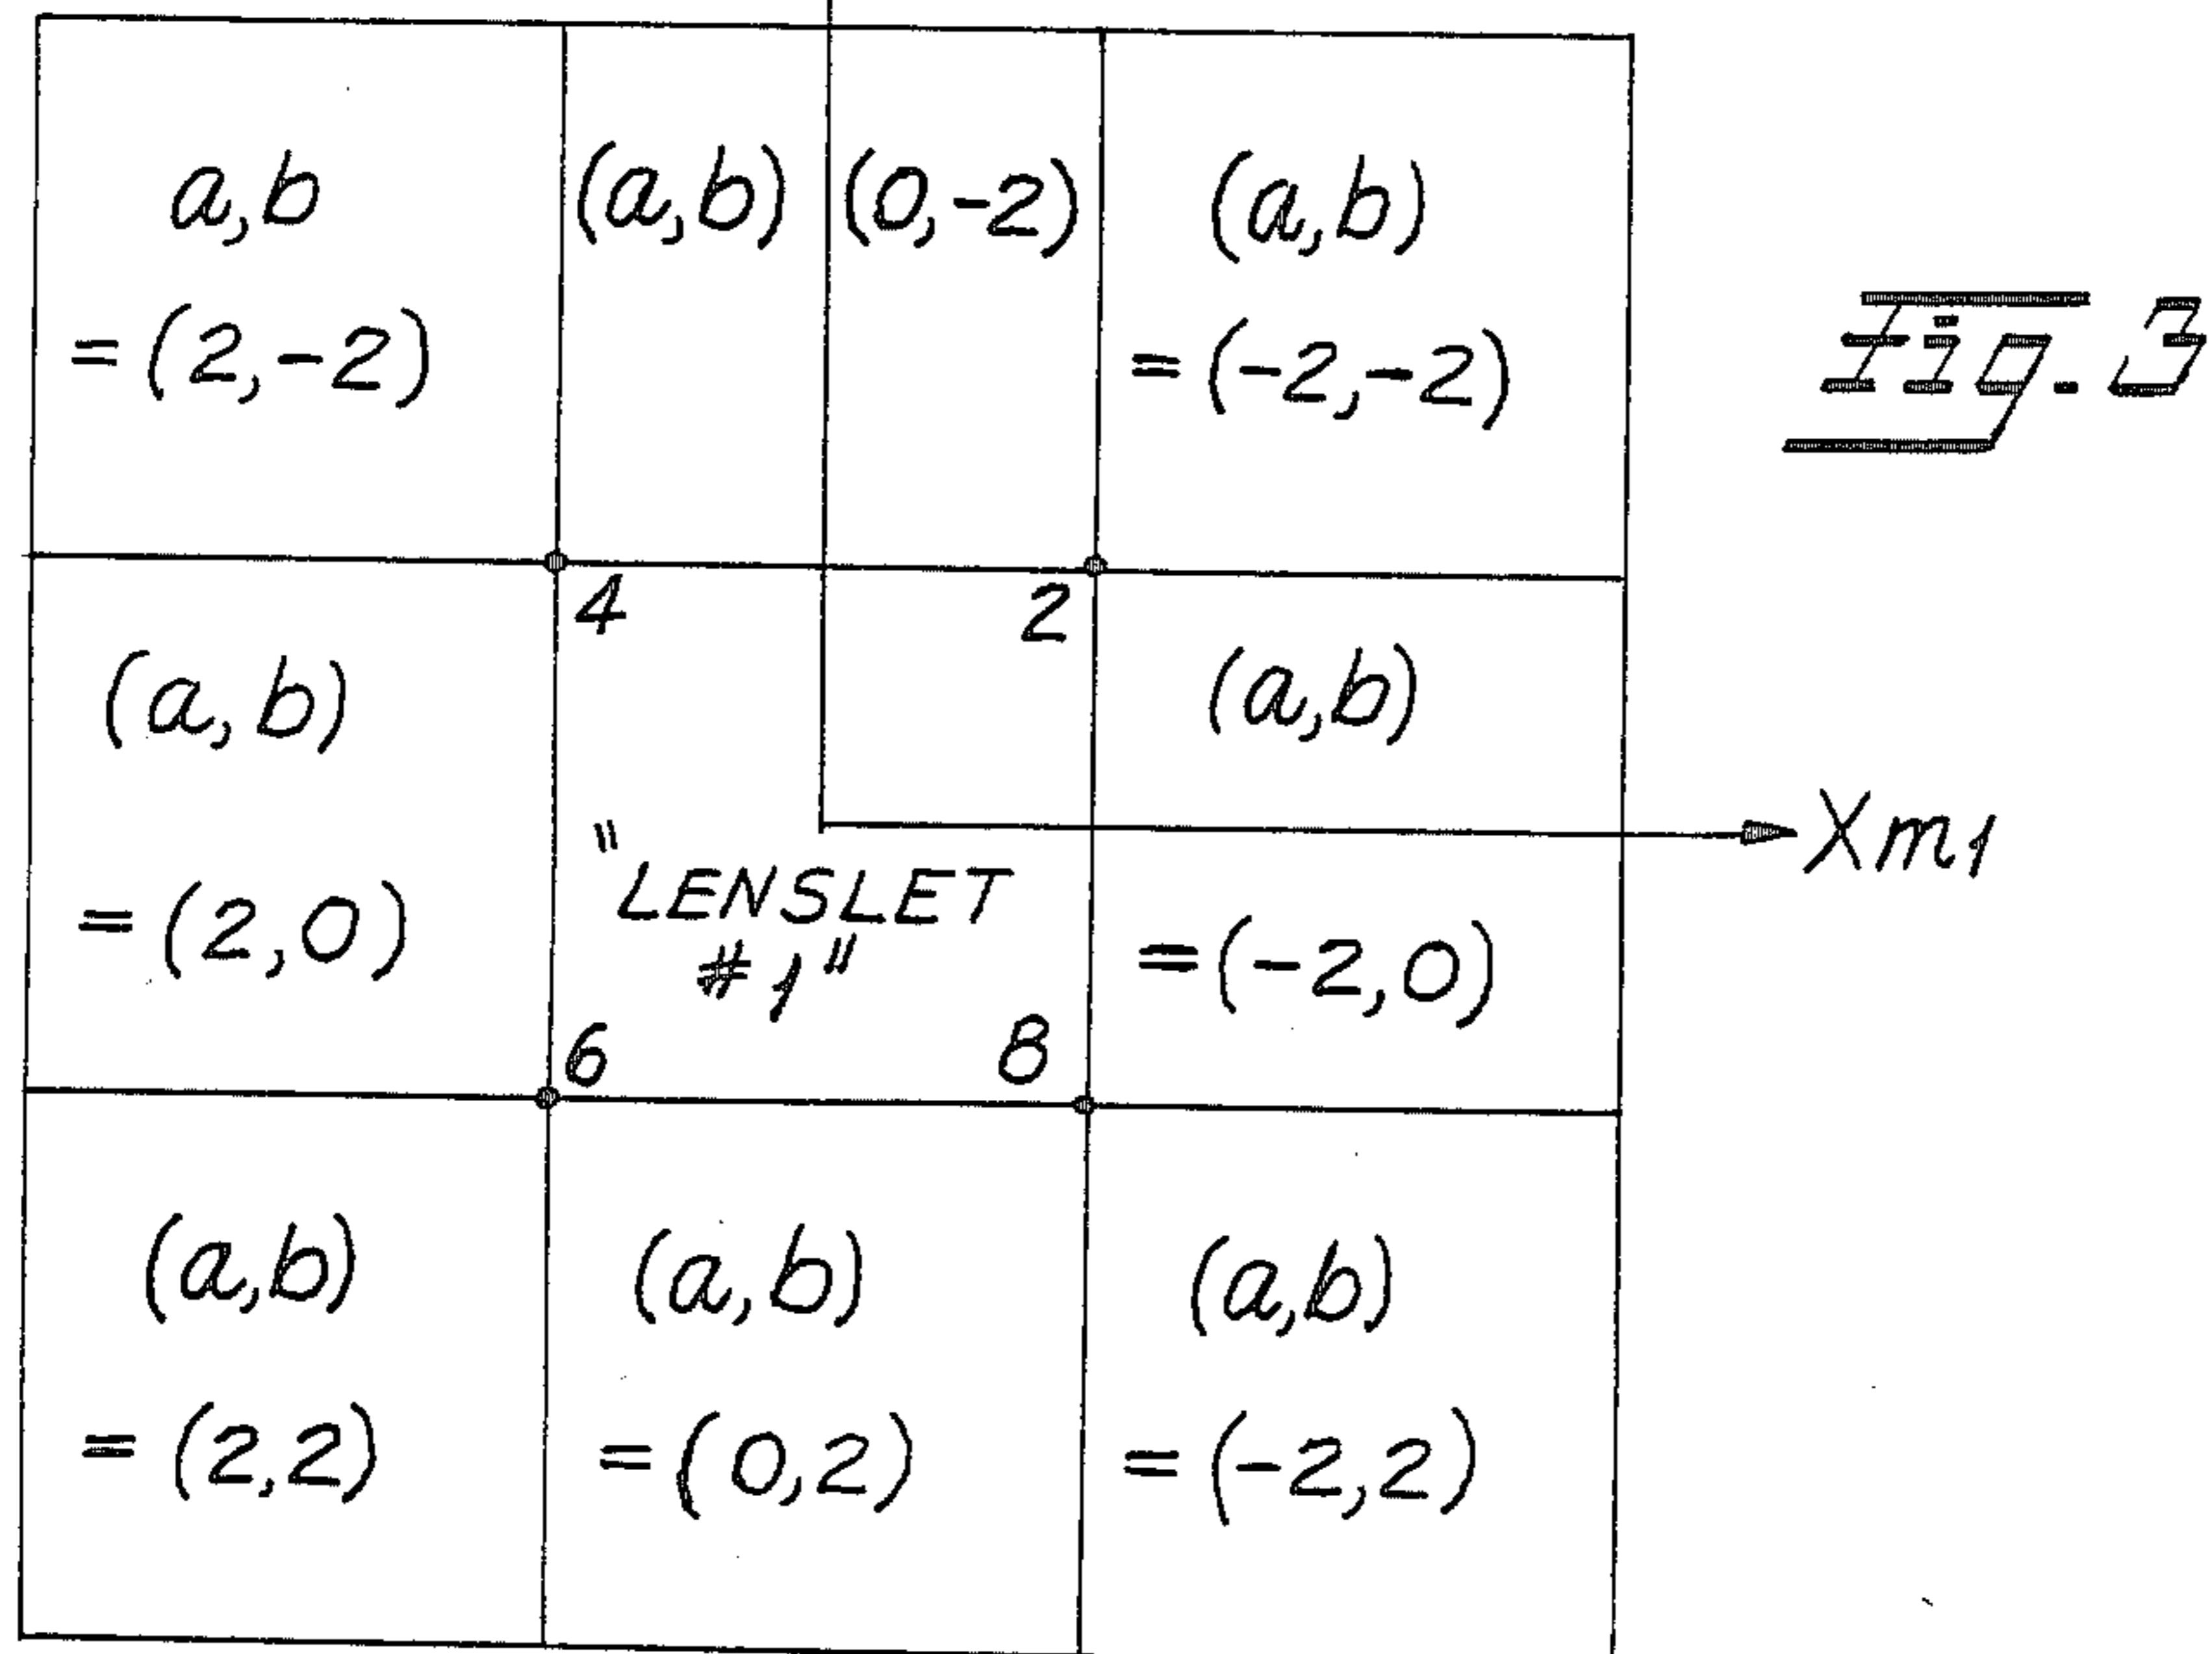 a,b
= (2,-2)
(a,b) (0,-2)
(a,b)
= (-2,-2)
Fig. 3
4
2
(a,b)
= (2,0)
"LENSLET
#1"
(a,b)
= (-2,0)
Xm1
6
8
(a,b)
= (2,2)
(a,b)
= (0,2)
(a,b)
= (-2,2)